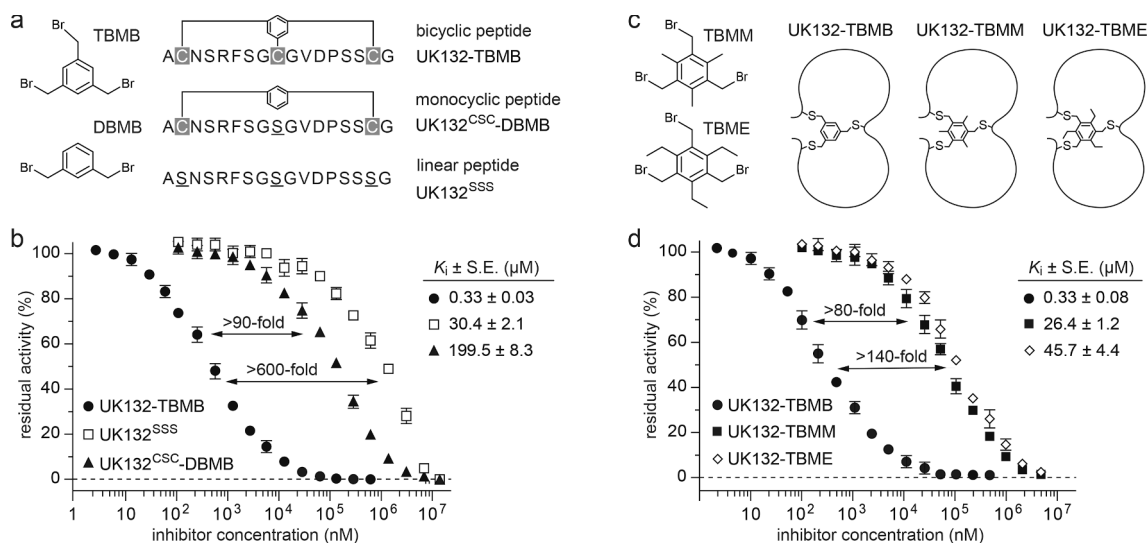 a
Br
TBMB
Br
Br
DBMB
Br
Br
bicyclic peptide
ACNSRFSGCGVDPSSCG
UK132-TBMB
monocyclic peptide
ACNSRFSGSGVDPSSCG
UK132CSC-DBMB
linear peptide
ASNSRFSGSGVDPSSSG
UK132SSS
b
residual activity (%)
100
80
60
40
20
0
>90-fold
>600-fold
UK132-TBMB
UK132SSS
UK132CSC-DBMB
1
10
10²
10³
10⁴
10⁵
10⁶
10⁷
inhibitor concentration (nM)
Ki ± S.E. (µM)
0.33 ± 0.03
30.4 ± 2.1
199.5 ± 8.3
c
Br
TBMM
Br
Br
TBME
Br
Br
Br
UK132-TBMB
UK132-TBMM
UK132-TBME
S
S
S
S
S
S
S
S
S
d
residual activity (%)
100
80
60
40
20
0
>80-fold
>140-fold
UK132-TBMB
UK132-TBMM
UK132-TBME
1
10
10²
10³
10⁴
10⁵
10⁶
10⁷
inhibitor concentration (nM)
Ki ± S.E. (µM)
0.33 ± 0.08
26.4 ± 1.2
45.7 ± 4.4